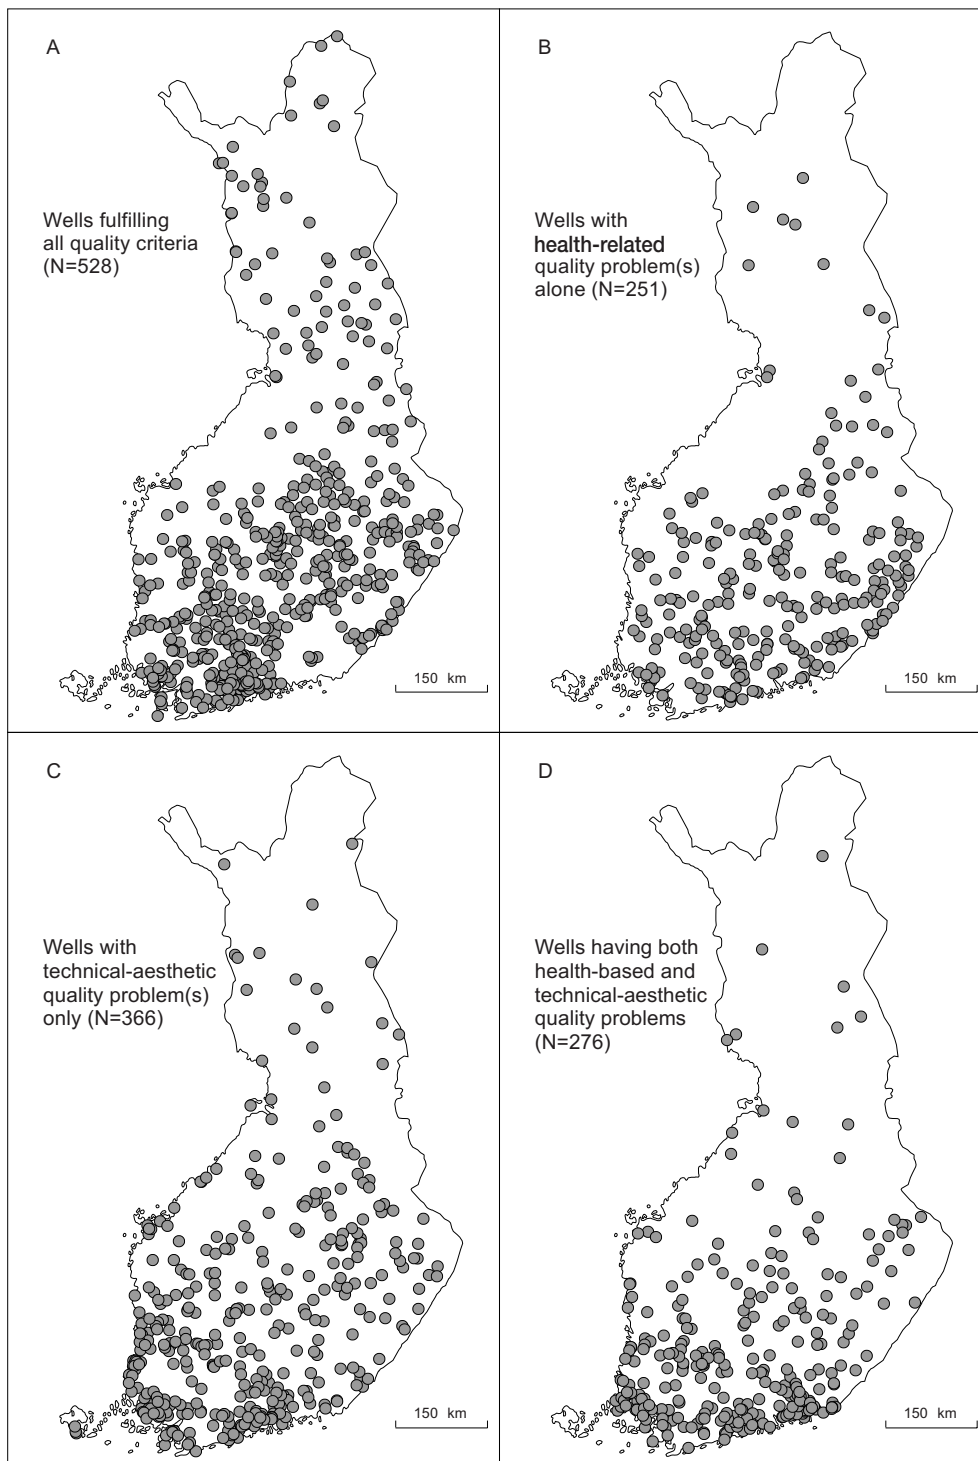 A
Wells fulfilling
all quality criteria
(N=528)
150 km
B
Wells with
health-related
quality problem(s)
alone (N=251)
150 km
C
Wells with
technical-aesthetic
quality problem(s)
only (N=366)
150 km
D
Wells having both
health-based and
technical-aesthetic
quality problems
(N=276)
150 km